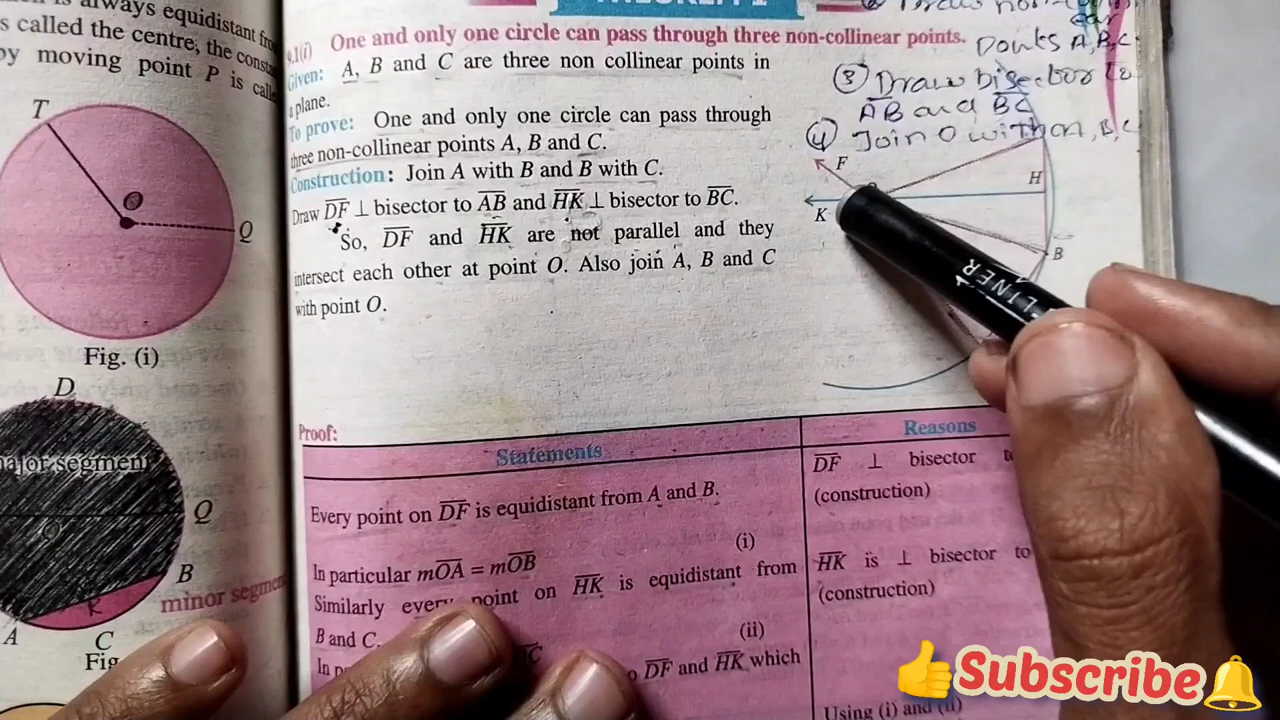 always equidistant from
s called the centre, the
by moving point P is
T
O
Q
Fig. (i)
D
major segment
O
Q
B
minor
K
A
C
Fig
THEOREM 1
9.1(i) One and only one circle can pass through three non-collinear points.
Given: A, B and C are three non collinear points in
a plane.
To prove: One and only one circle can pass through
three non-collinear points A, B and C.
Construction: Join A with B and B with C.
Draw DF ⊥ bisector to AB and HK ⊥ bisector to BC.
So, DF and HK are not parallel and they
intersect each other at point O. Also join A, B and C
with point O.
Points A,B,C
③ Draw bisector to
AB and BC
④ Join O with A, B, C
F
H
K
B
Proof:
Statements
Reasons
Every point on DF is equidistant from A and B.
DF ⊥ bisector
(construction)
(i)
In particular mOA = mOB
Similarly every point on HK is equidistant from
B and C.
HK is ⊥ bisector to
(construction)
(ii)
DF and HK which
Using (i) and (ii)
LINER
Subscribe